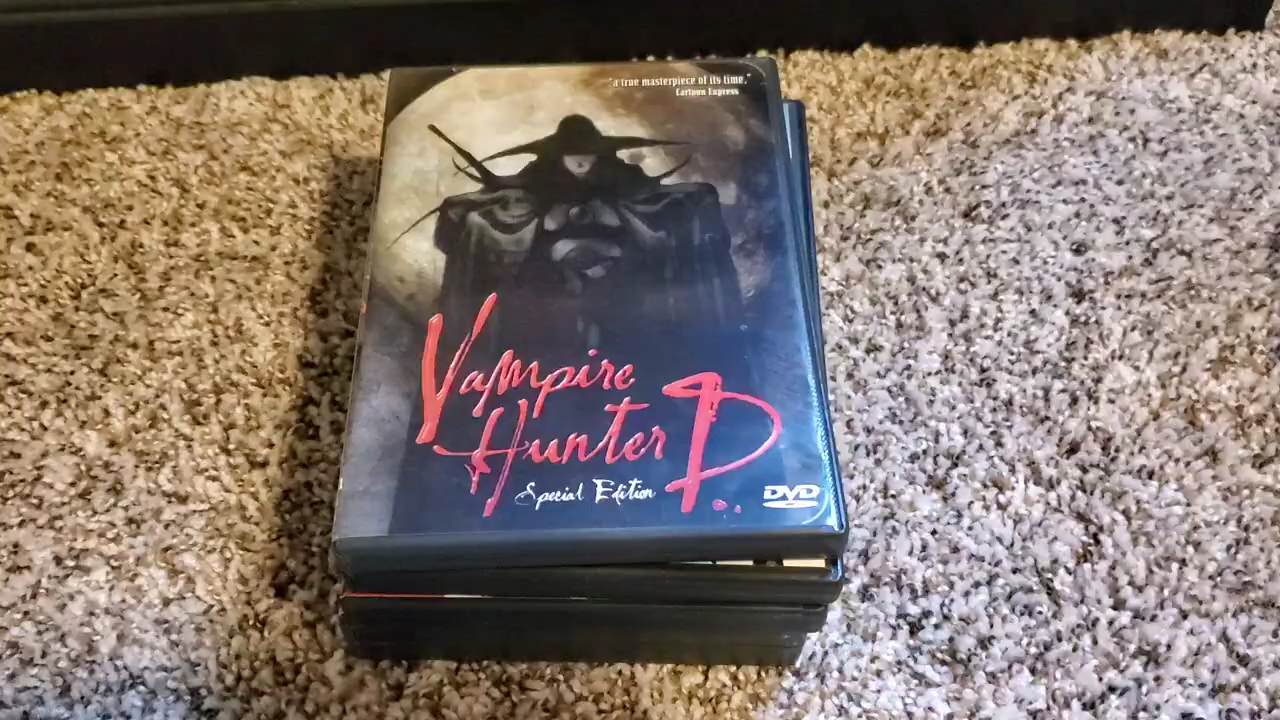 "a true masterpiece of its time."
Cartoon Express
Vampire
Hunter D
Special Edition
DVD